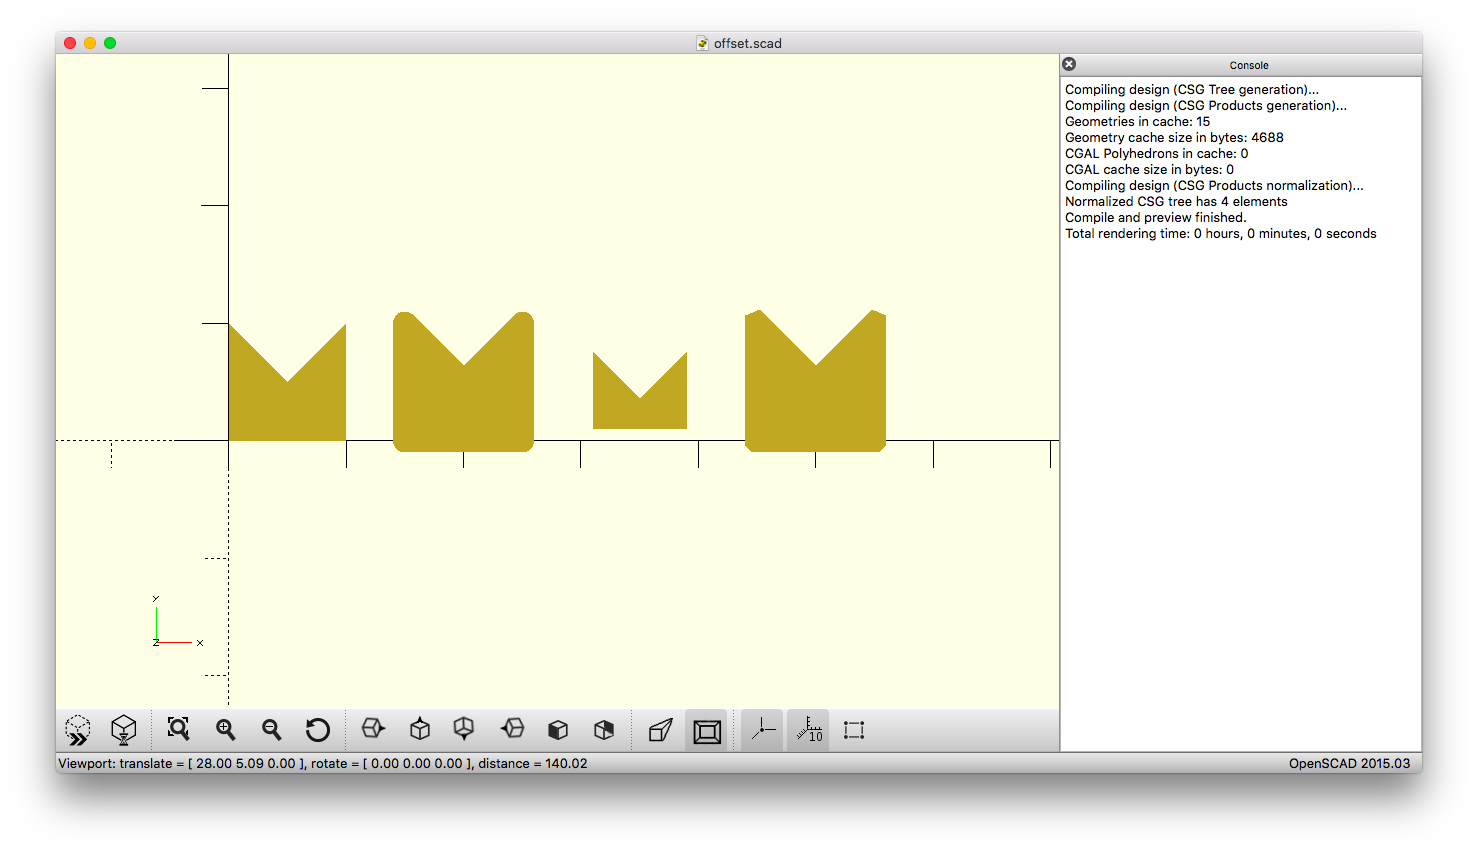 offset.scad
Console
Compiling design (CSG Tree generation)...
Compiling design (CSG Products generation)...
Geometries in cache: 15
Geometry cache size in bytes: 4688
CGAL Polyhedrons in cache: 0
CGAL cache size in bytes: 0
Compiling design (CSG Products normalization)...
Normalized CSG tree has 4 elements
Compile and preview finished.
Total rendering time: 0 hours, 0 minutes, 0 seconds
Y
Z X
10
Viewport: translate = [ 28.00 5.09 0.00 ], rotate = [ 0.00 0.00 0.00 ], distance = 140.02
OpenSCAD 2015.03